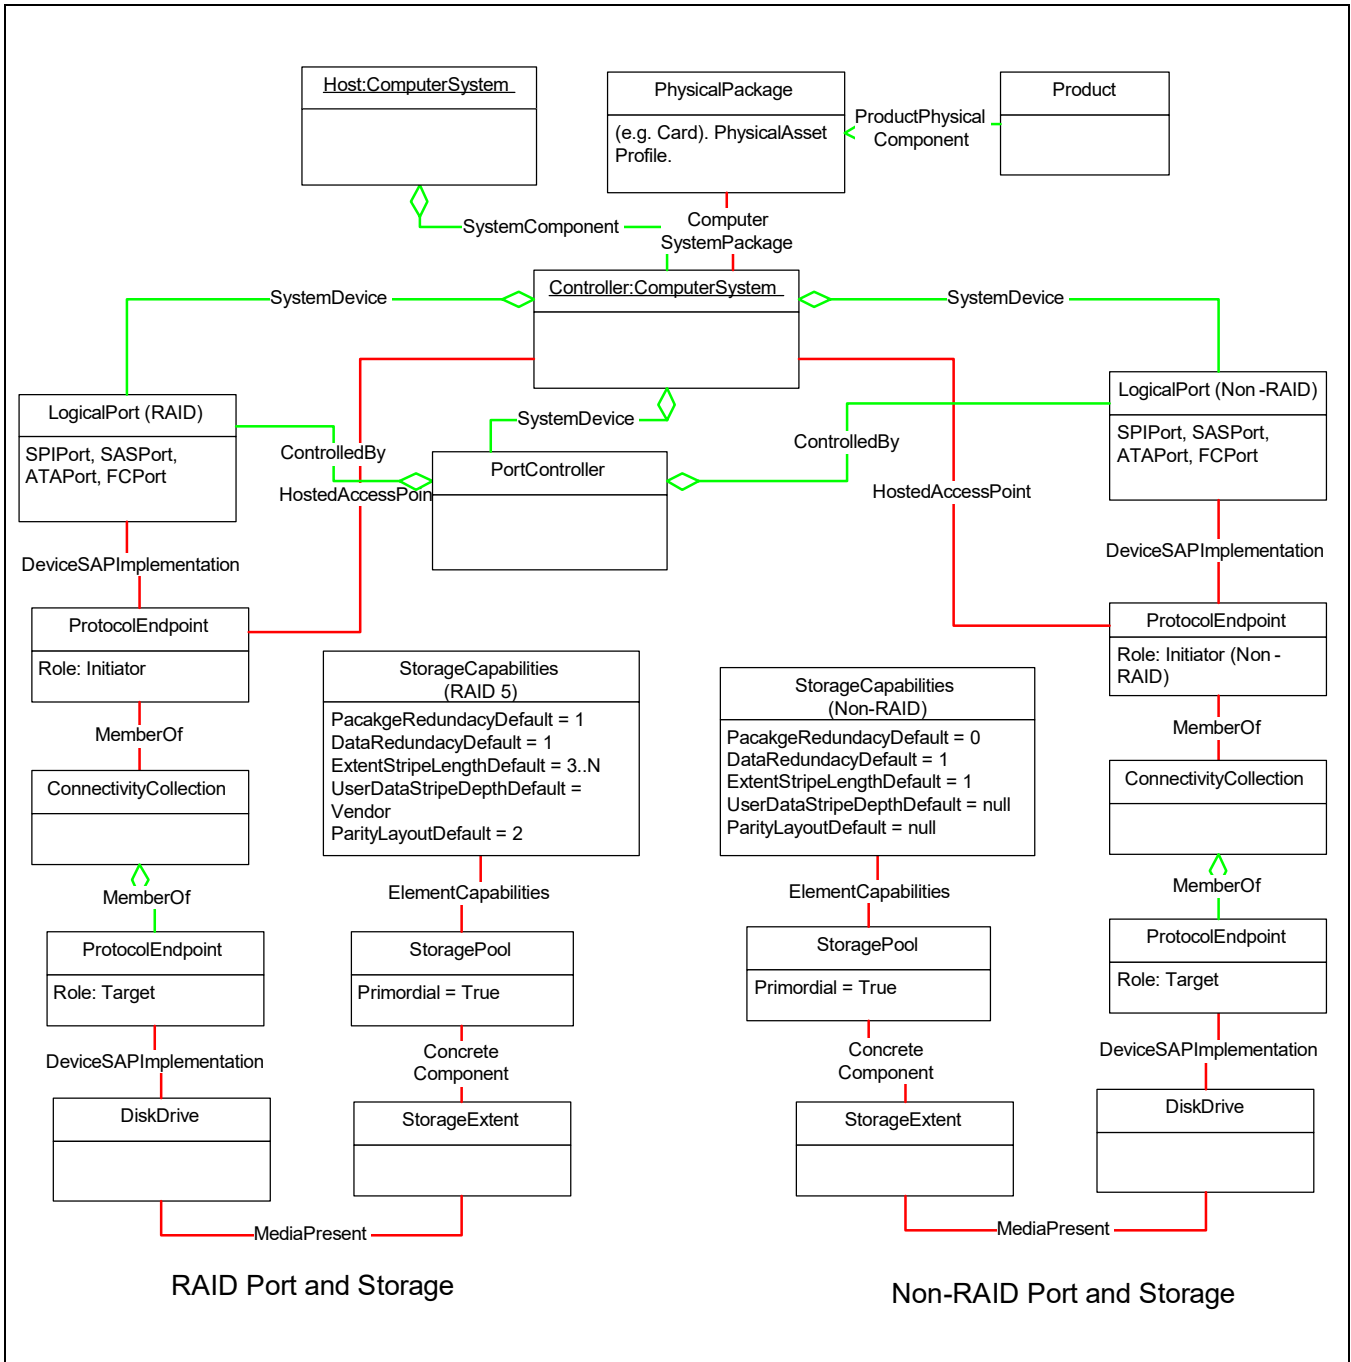 Host:ComputerSystem
PhysicalPackage
(e.g. Card). PhysicalAsset
Profile.
Product
ProductPhysical
Component
SystemComponent
Computer
SystemPackage
Controller:ComputerSystem
SystemDevice
SystemDevice
LogicalPort (RAID)
SPIPort, SASPort,
ATAPort, FCPort
SystemDevice
ControlledBy
ControlledBy
LogicalPort (Non -RAID)
SPIPort, SASPort,
ATAPort, FCPort
PortController
HostedAccessPoin
HostedAccessPoint
DeviceSAPImplementation
DeviceSAPImplementation
ProtocolEndpoint
Role: Initiator
ProtocolEndpoint
Role: Initiator (Non -
RAID)
MemberOf
MemberOf
StorageCapabilities
(RAID 5)
PacakgeRedundacyDefault = 1
DataRedundacyDefault = 1
ExtentStripeLengthDefault = 3..N
UserDataStripeDepthDefault =
Vendor
ParityLayoutDefault = 2
StorageCapabilities
(Non-RAID)
PacakgeRedundacyDefault = 0
DataRedundacyDefault = 1
ExtentStripeLengthDefault = 1
UserDataStripeDepthDefault = null
ParityLayoutDefault = null
ConnectivityCollection
ConnectivityCollection
MemberOf
ElementCapabilities
ElementCapabilities
MemberOf
ProtocolEndpoint
Role: Target
StoragePool
Primordial = True
StoragePool
Primordial = True
ProtocolEndpoint
Role: Target
DeviceSAPImplementation
Concrete
Component
Concrete
Component
DeviceSAPImplementation
DiskDrive
StorageExtent
StorageExtent
DiskDrive
MediaPresent
MediaPresent
RAID Port and Storage
Non-RAID Port and Storage